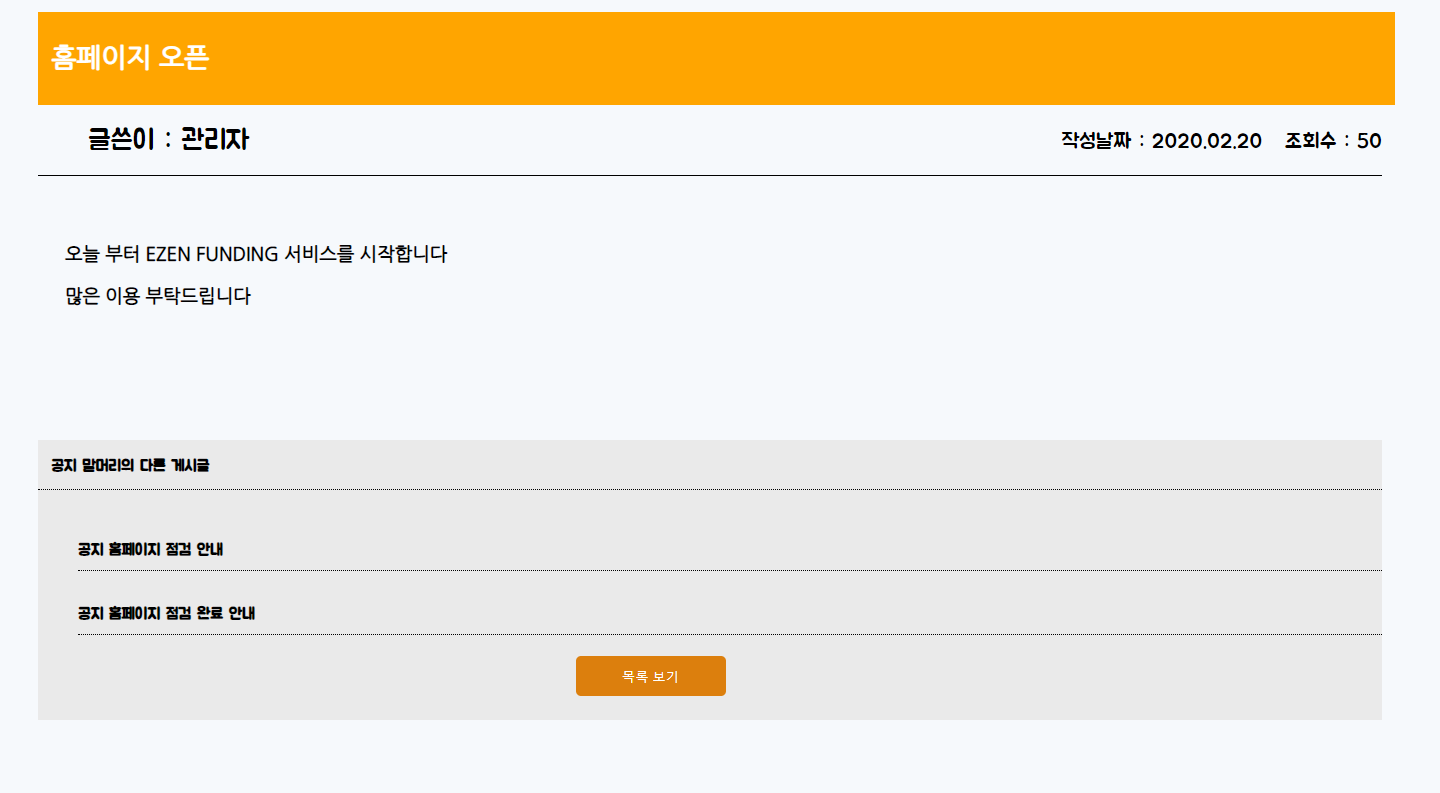 홈페이지 오픈
글쓴이 : 관리자
작성날짜 : 2020.02.20 조회수 : 50
오늘 부터 EZEN FUNDING 서비스를 시작합니다
많은 이용 부탁드립니다
공지 말머리의 다른 게시글
공지 홈페이지 점검 안내
공지 홈페이지 점검 완료 안내
목록 보기